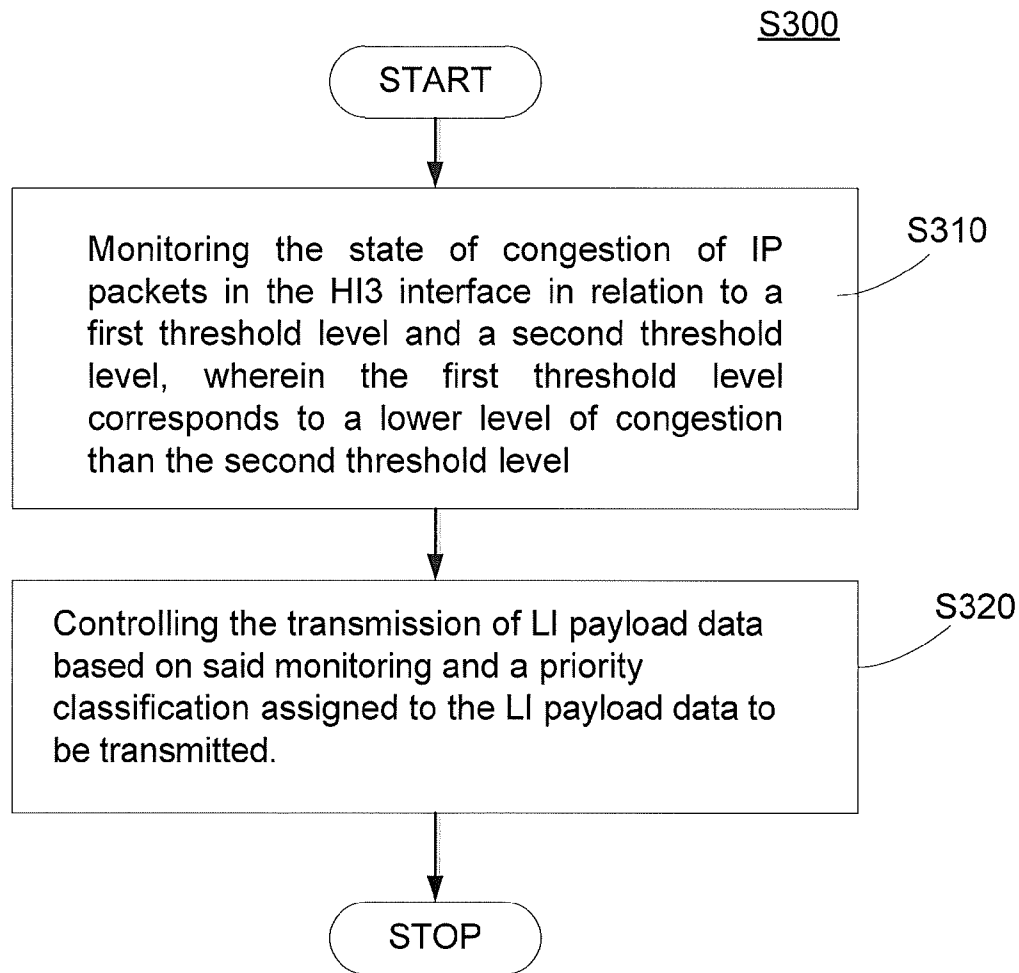 S300
START
Monitoring the state of congestion of IP
packets in the HI3 interface in relation to a
first threshold level and a second threshold
level, wherein the first threshold level
corresponds to a lower level of congestion
than the second threshold level
S310
Controlling the transmission of LI payload data
based on said monitoring and a priority
classification assigned to the LI payload data to
be transmitted.
S320
STOP